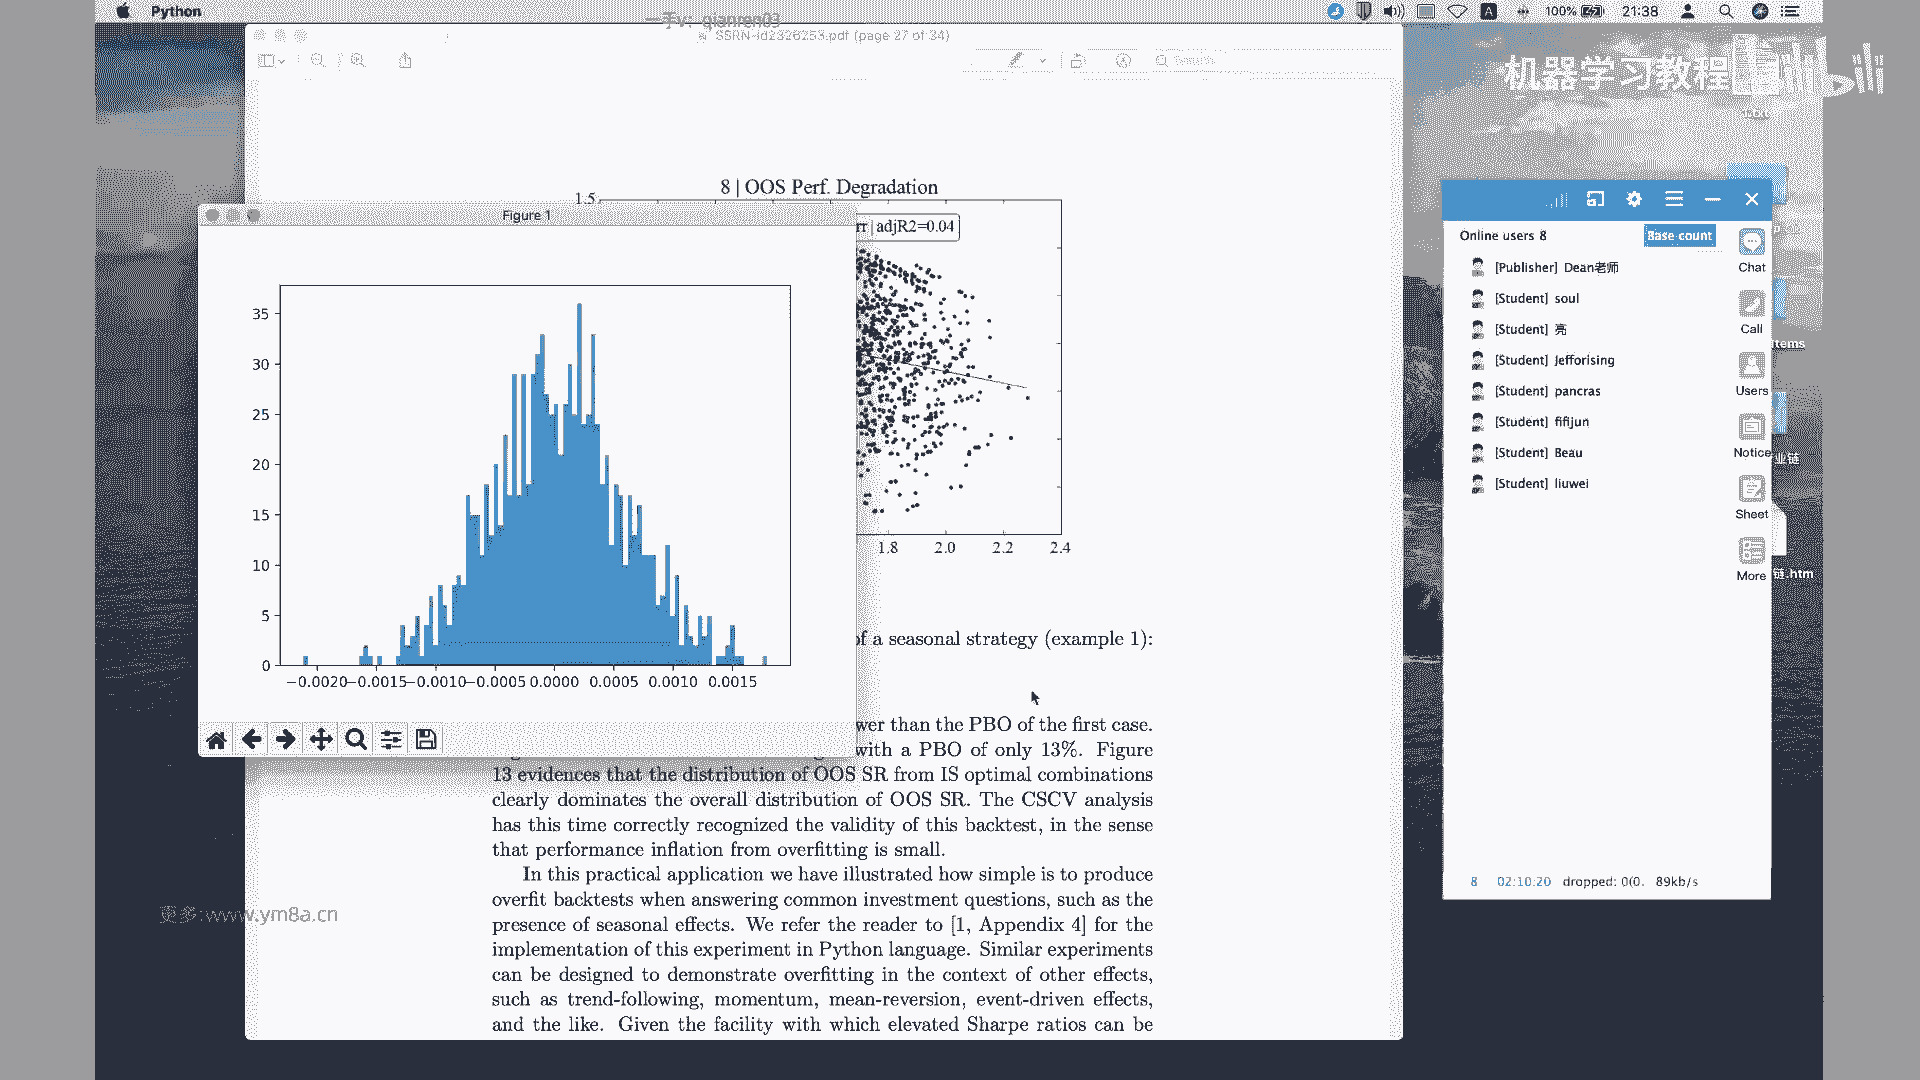 Python
100%
21:38
一手v: qianren03
SSRN-id2326253.pdf (page 27 of 34)
Search
机器学习教程
bilibili
.txt
8 | OOS Perf. Degradation
1.5
adjR2=0.04
1.8 2.0 2.2 2.4
Figure 1
35
30
25
20
15
10
5
0
−0.0020 −0.0015 −0.0010 −0.0005 0.0000 0.0005 0.0010 0.0015
of a seasonal strategy (example 1):
than the PBO of the first case.
with a PBO of only 13%. Figure
13 evidences that the distribution of OOS SR from IS optimal combinations
clearly dominates the overall distribution of OOS SR. The CSCV analysis
has this time correctly recognized the validity of this backtest, in the sense
that performance inflation from overfitting is small.
In this practical application we have illustrated how simple is to produce
overfit backtests when answering common investment questions, such as the
presence of seasonal effects. We refer the reader to [1, Appendix 4] for the
implementation of this experiment in Python language. Similar experiments
can be designed to demonstrate overfitting in the context of other effects,
such as trend-following, momentum, mean-reversion, event-driven effects,
and the like. Given the facility with which elevated Sharpe ratios can be
Online users 8
Base count
[Publisher] Dean老师
[Student] soul
[Student] 亮
[Student] Jefforising
[Student] pancras
[Student] fifijun
[Student] Beau
[Student] liuwei
Chat
Call
Users
Notice
Sheet
More
items
业链
链.htm
8 02:10:20 dropped: 0(0. 89kb/s
更多:www.ym8a.cn